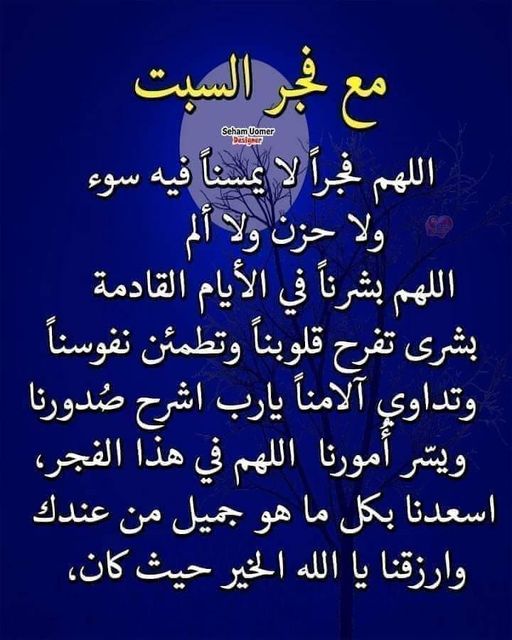 مع فجر السبت
Seham Uomer
Designer
اللهم فجراً لا يمسناً فيه سوء
ولا حزن ولا ألم
اللهم بشرناً في الأيام القادمة
بشرى تفرح قلوبناً وتطمئن نفوسناً
وتداوي آلامناً يارب اشرح صُدورنا
ويسّر أُمورنا اللهم في هذا الفجر،
اسعدنا بكل ما هو جميل من عندك
وارزقنا يا الله الخير حيث كان،